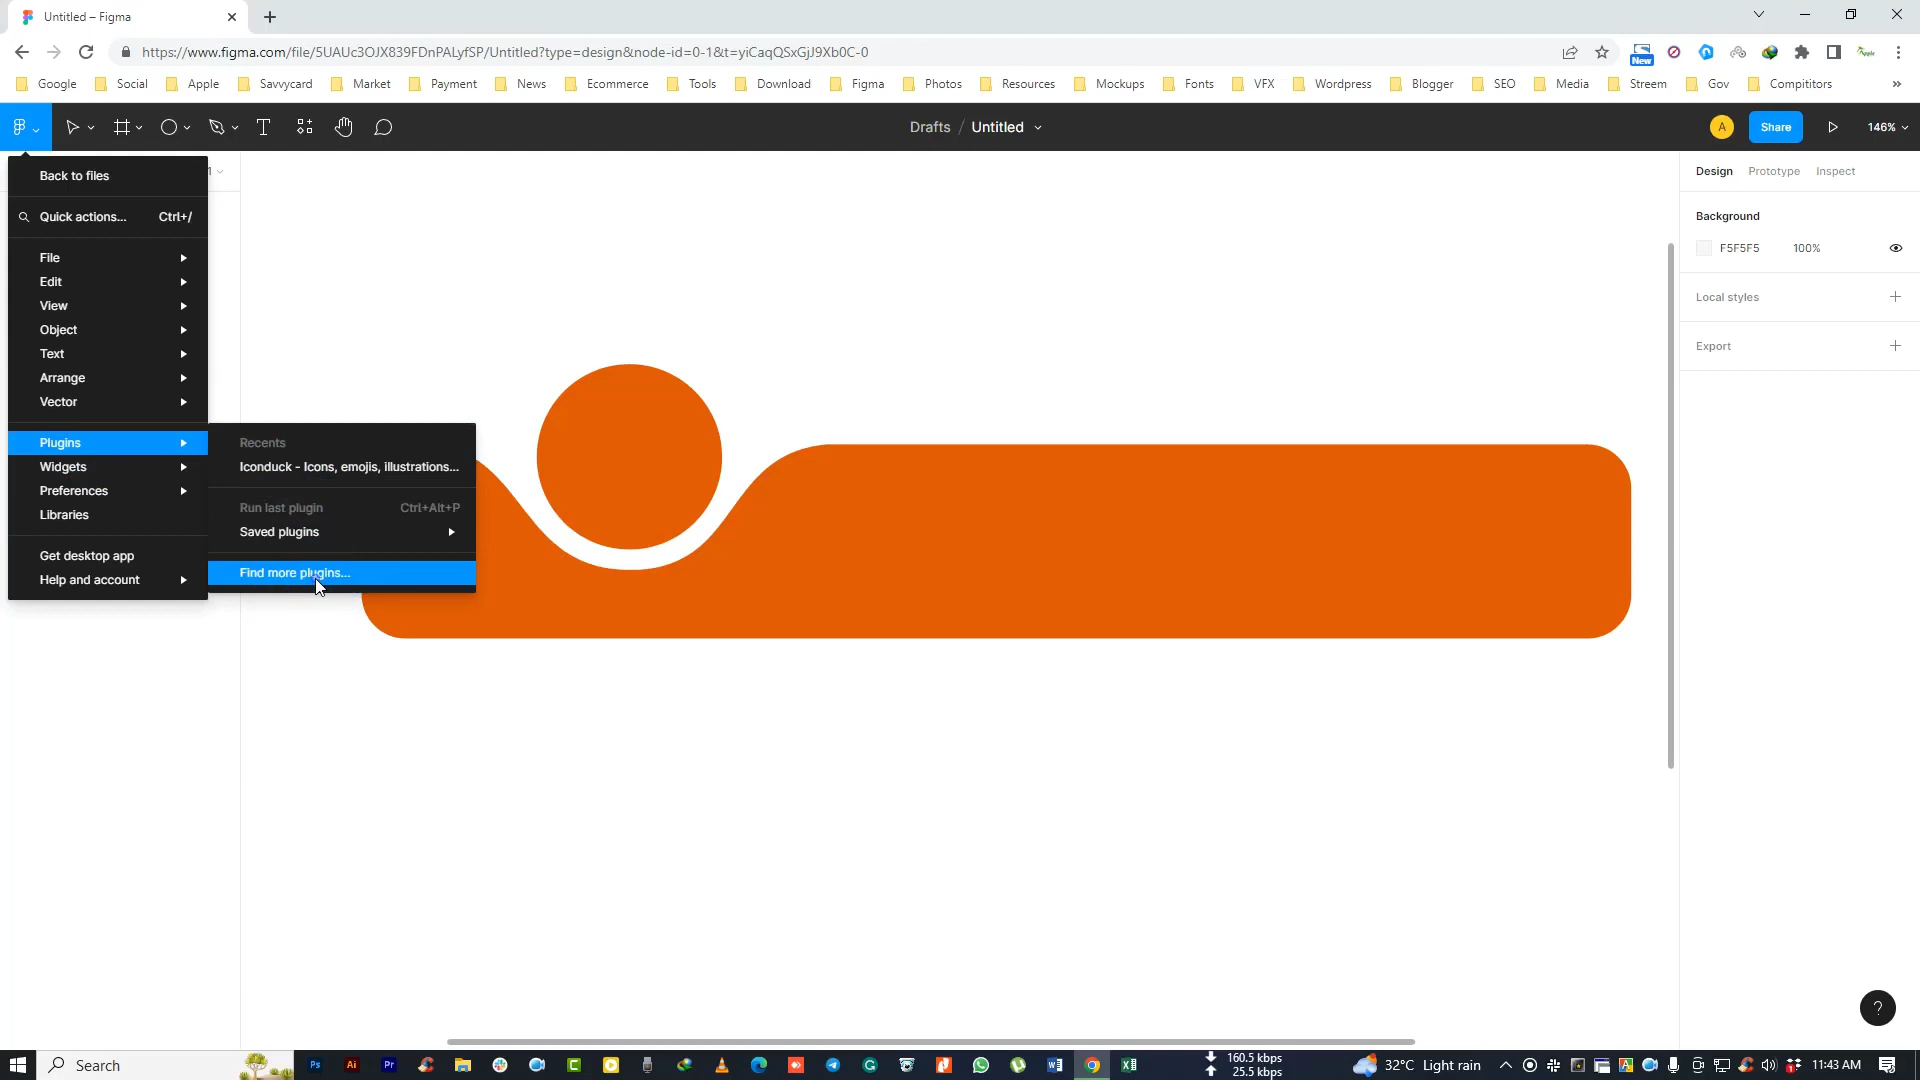 Untitled – Figma
https://www.figma.com/file/5UAUc3OJX839FDnPALyfSP/Untitled?type=design&node-id=0-1&t=yiCaqQSxGjJ9Xb0C-0
New
Google Social Apple Savvycard Market Payment News Ecommerce Tools Download Figma Photos Resources Mockups Fonts VFX Wordpress Blogger SEO Media Streem Gov Compititors »
Drafts / Untitled
A
Share
146%
Back to files
Quick actions... Ctrl+/
File
Edit
View
Object
Text
Arrange
Vector
Plugins
Widgets
Preferences
Libraries
Get desktop app
Help and account
Recents
Iconduck - Icons, emojis, illustrations...
Run last plugin Ctrl+Alt+P
Saved plugins
Find more plugins...
Design Prototype Inspect
Background
F5F5F5 100%
Local styles
Export
?
Search
Ps Ai Pr
160.5 kbps
25.5 kbps
32°C Light rain
11:43 AM